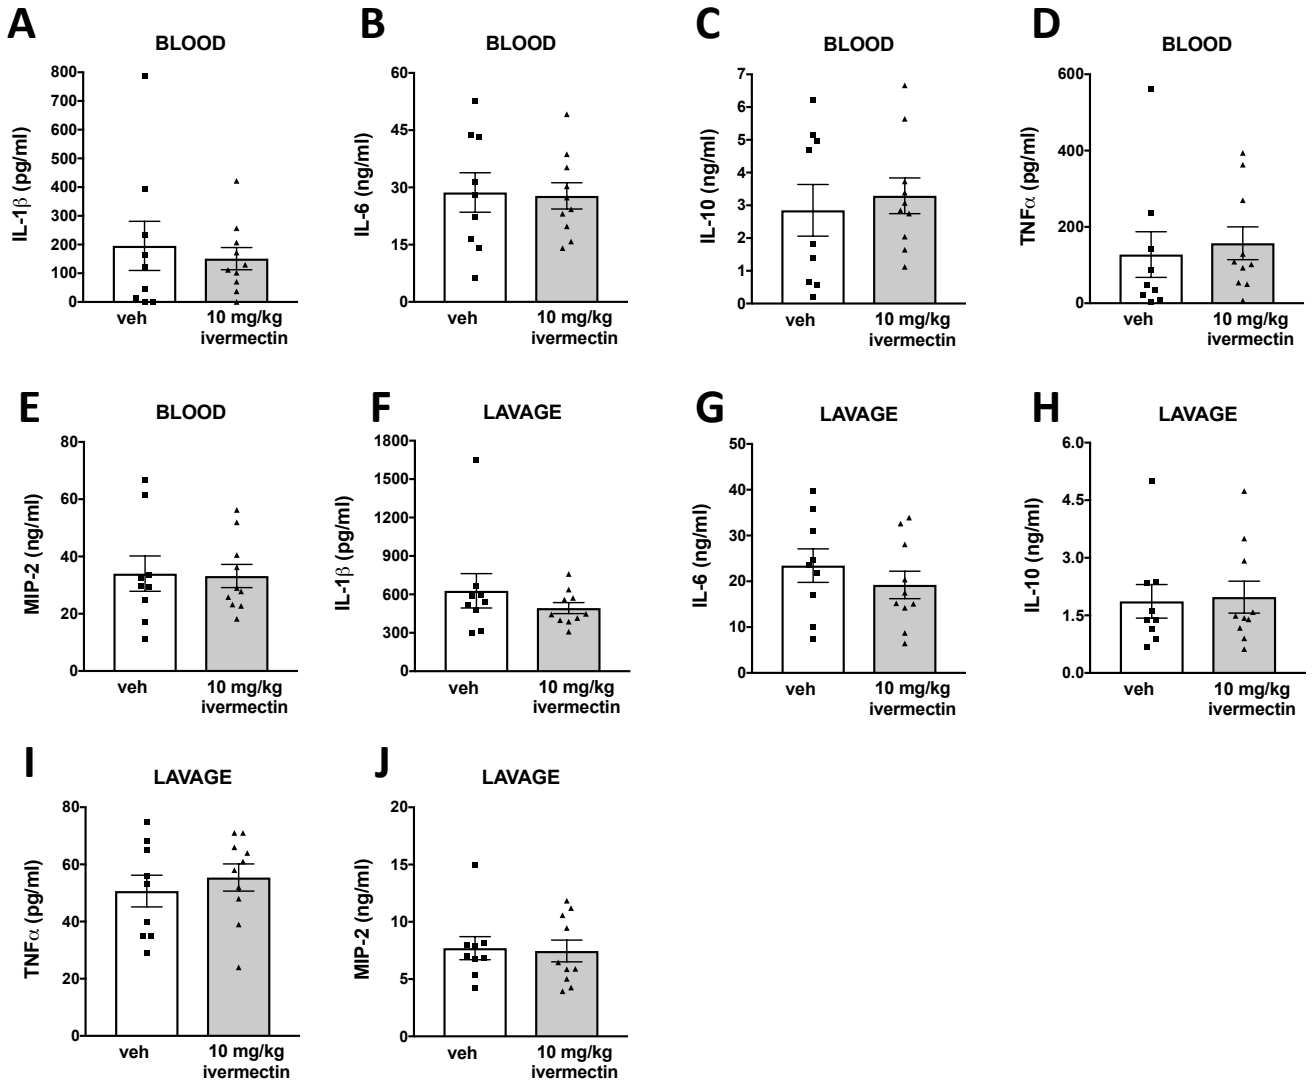 A
BLOOD
IL-1β (pg/ml)
800
700
600
500
400
300
200
100
0
veh
10 mg/kg
ivermectin
B
BLOOD
IL-6 (ng/ml)
60
45
30
15
0
veh
10 mg/kg
ivermectin
C
BLOOD
IL-10 (ng/ml)
7
6
5
4
3
2
1
0
veh
10 mg/kg
ivermectin
D
BLOOD
TNFα (pg/ml)
600
400
200
0
veh
10 mg/kg
ivermectin
E
BLOOD
MIP-2 (ng/ml)
80
60
40
20
0
veh
10 mg/kg
ivermectin
F
LAVAGE
IL-1β (pg/ml)
1800
1500
1200
900
600
300
0
veh
10 mg/kg
ivermectin
G
LAVAGE
IL-6 (ng/ml)
50
40
30
20
10
0
veh
10 mg/kg
ivermectin
H
LAVAGE
IL-10 (ng/ml)
6.0
4.5
3.0
1.5
0.0
veh
10 mg/kg
ivermectin
I
LAVAGE
TNFα (pg/ml)
80
60
40
20
0
veh
10 mg/kg
ivermectin
J
LAVAGE
MIP-2 (ng/ml)
20
15
10
5
0
veh
10 mg/kg
ivermectin